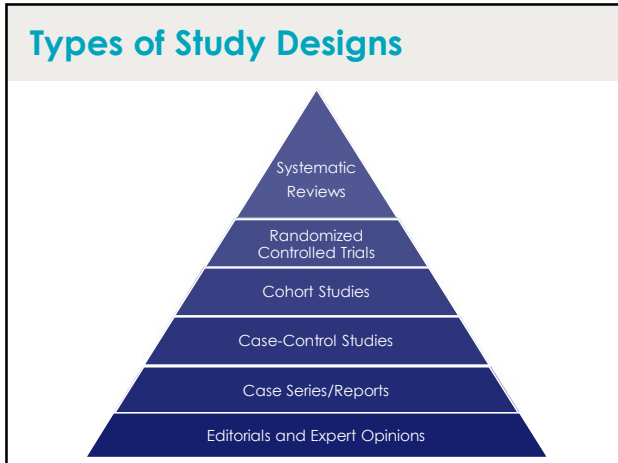 Types of Study Designs
Systematic
Reviews
Randomized
Controlled Trials
Cohort Studies
Case-Control Studies
Case Series/Reports
Editorials and Expert Opinions